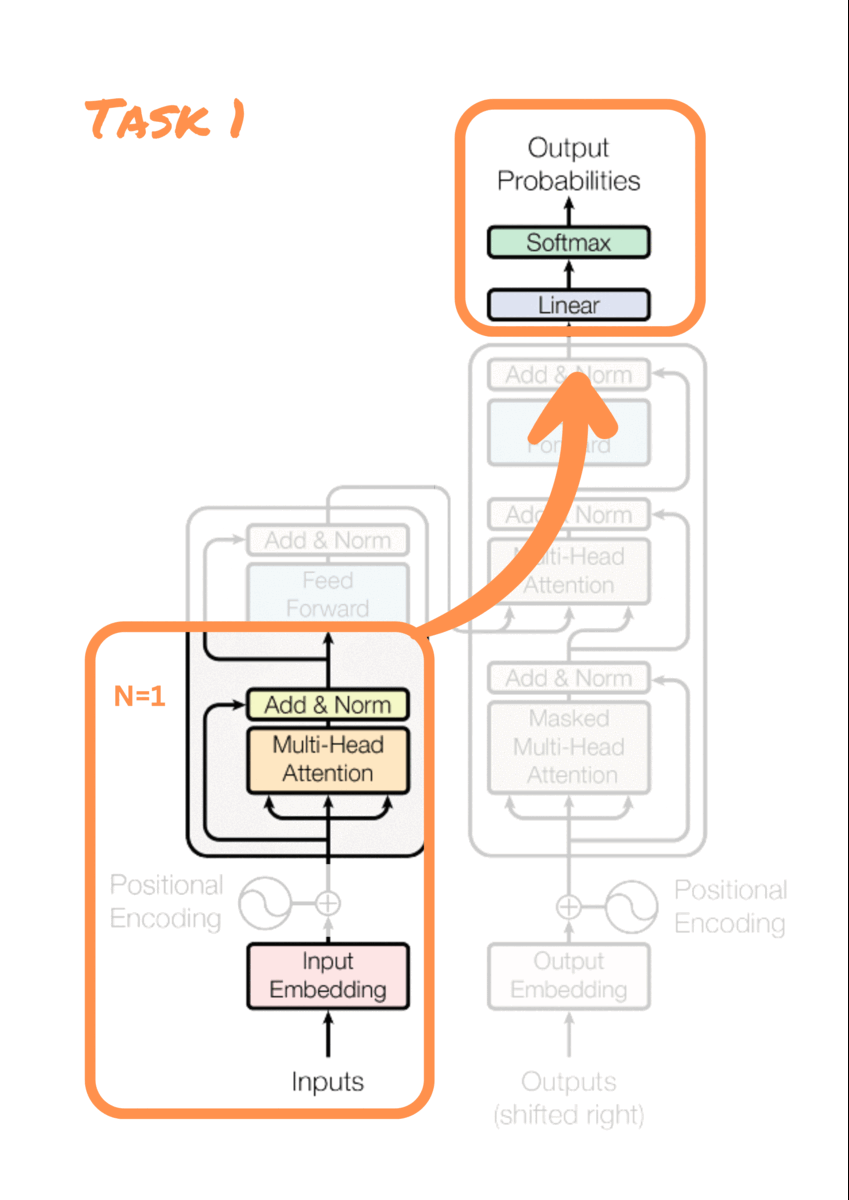 TASK 1
Output
Probabilities
Softmax
Linear
Add & Norm
Forward
Add & Norm
Multi-Head
Attention
Add & Norm
Masked
Multi-Head
Attention
Positional
Encoding
Output
Embedding
Outputs
(shifted right)
Add & Norm
Feed
Forward
N=1
Add & Norm
Multi-Head
Attention
Positional
Encoding
Input
Embedding
Inputs